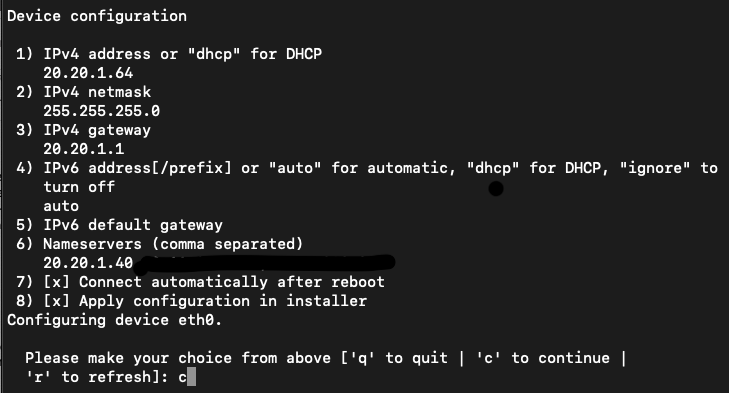 Device configuration
1) IPv4 address or "dhcp" for DHCP
20.20.1.64
2) IPv4 netmask
255.255.255.0
3) IPv4 gateway
20.20.1.1
4) IPv6 address[/prefix] or "auto" for automatic, "dhcp" for DHCP, "ignore" to
turn off
auto
5) IPv6 default gateway
6) Nameservers (comma separated)
20.20.1.40
7) [x] Connect automatically after reboot
8) [x] Apply configuration in installer
Configuring device eth0.
Please make your choice from above ['q' to quit | 'c' to continue |
'r' to refresh]: c